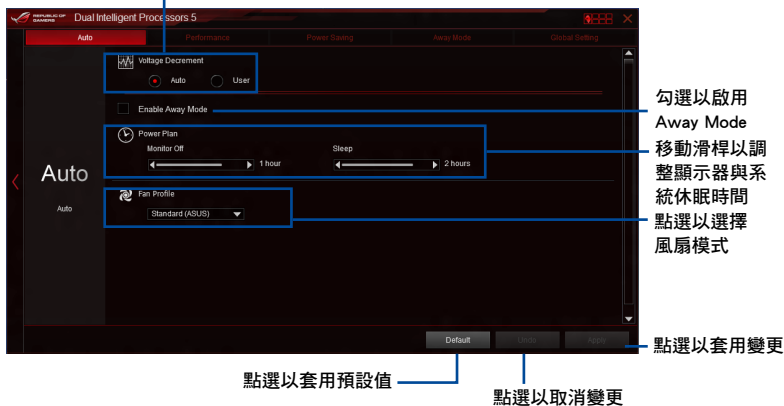 REPUBLIC OF GAMERS Dual Intelligent Processors 5
Auto Performance Power Saving Away Mode Global Setting
Voltage Decrement
Auto User
Enable Away Mode
Power Plan
Monitor Off Sleep
1 hour 2 hours
Auto
Auto
Fan Profile
Standard (ASUS)
Default Undo Apply
勾選以啟用
Away Mode
移動滑桿以調
整顯示器與系
統休眠時間
點選以選擇
風扇模式
點選以套用變更
點選以套用預設值
點選以取消變更